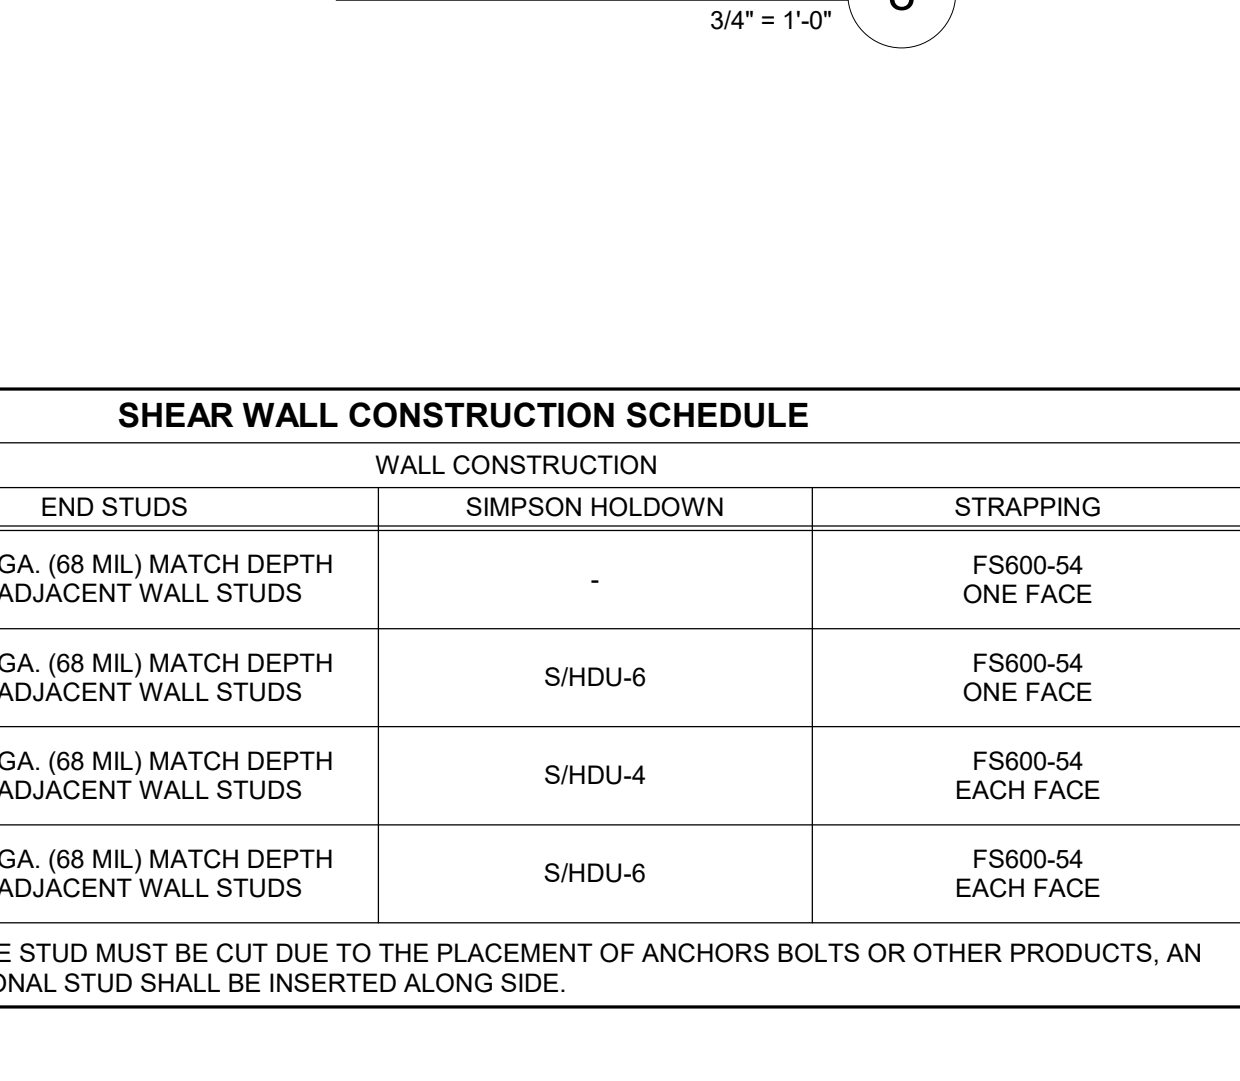 3/4" = 1'-0"
SHEAR WALL CONSTRUCTION SCHEDULE
WALL CONSTRUCTION
END STUDS SIMPSON HOLDOWN STRAPPING
GA. (68 MIL) MATCH DEPTH
ADJACENT WALL STUDS
-
FS600-54
ONE FACE
GA. (68 MIL) MATCH DEPTH
ADJACENT WALL STUDS
S/HDU-6
FS600-54
ONE FACE
GA. (68 MIL) MATCH DEPTH
ADJACENT WALL STUDS
S/HDU-4
FS600-54
EACH FACE
GA. (68 MIL) MATCH DEPTH
ADJACENT WALL STUDS
S/HDU-6
FS600-54
EACH FACE
STUD MUST BE CUT DUE TO THE PLACEMENT OF ANCHORS BOLTS OR OTHER PRODUCTS, AN
STUD SHALL BE INSERTED ALONG SIDE.